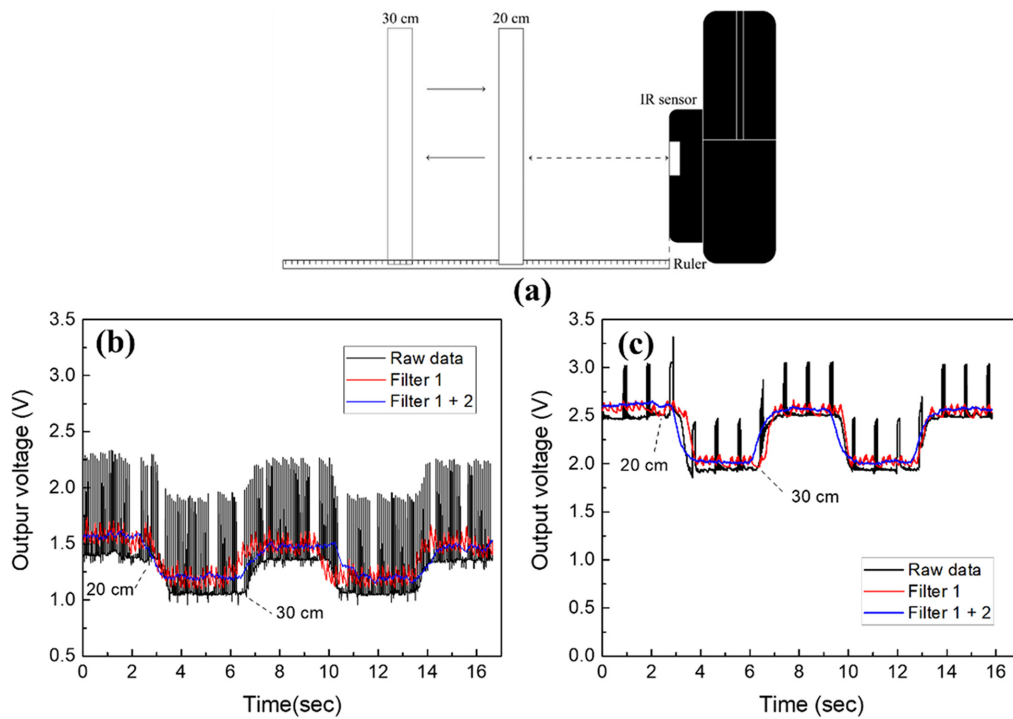 30 cm
20 cm
IR sensor
Ruler
(a)
(b)
Raw data
Filter 1
Filter 1 + 2
20 cm
30 cm
3.5
3.0
2.5
2.0
1.5
1.0
0.5
0 2 4 6 8 10 12 14 16
Outpur voltage (V)
Time(sec)
(c)
20 cm
30 cm
Raw data
Filter 1
Filter 1 + 2
3.5
3.0
2.5
2.0
1.5
1.0
0.5
0.0
0 2 4 6 8 10 12 14 16
Output voltage (V)
Time (sec)